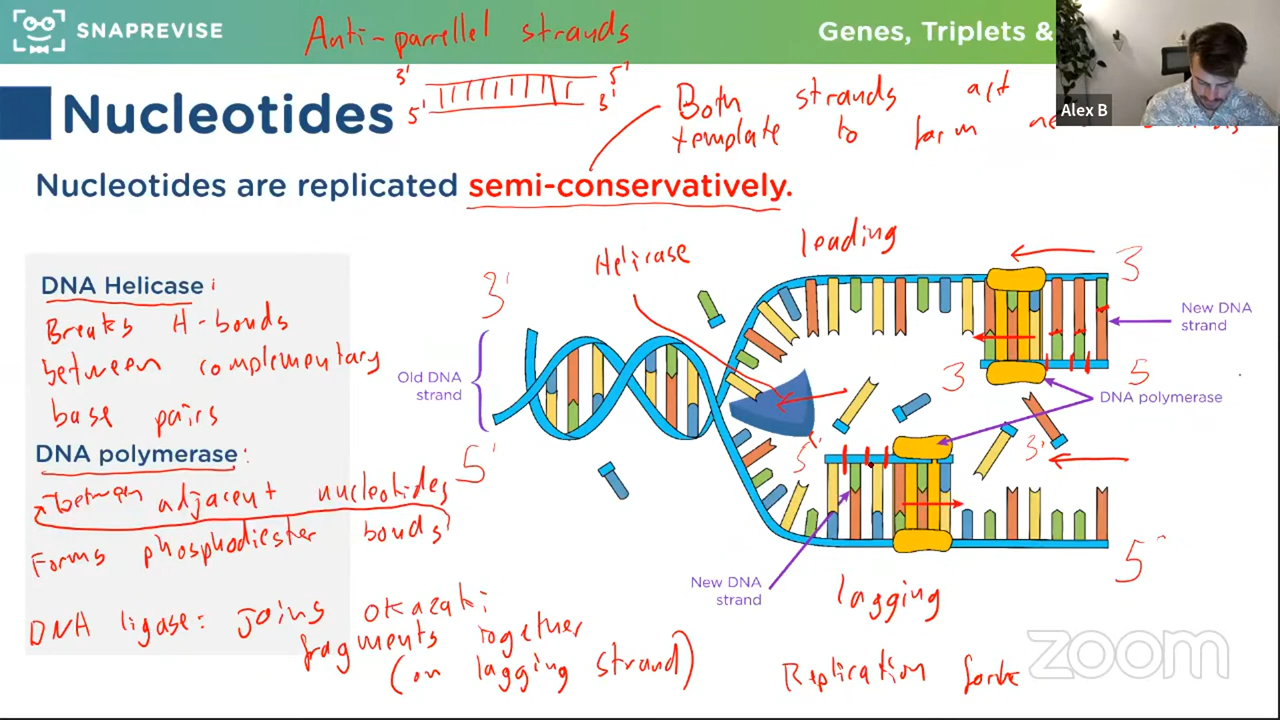 SNAPREVISE
Anti-parrellel strands
Genes, Triplets &
3' 5'
5' 3'
Both strands act
template to form
Alex B
Nucleotides
Nucleotides are replicated semi-conservatively.
leading
Helicase
3'
3
DNA Helicase :
Breaks H-bonds
between complementary
base pairs
New DNA
strand
Old DNA
strand
3
5
DNA polymerase
DNA polymerase :
5'
5'
3'
between adjacent nucleotides
Forms phosphodiester bonds
5'
New DNA
strand
lagging
DNA ligase: joins okazaki
fragments together
(on lagging strand)
Replication forke
zoom